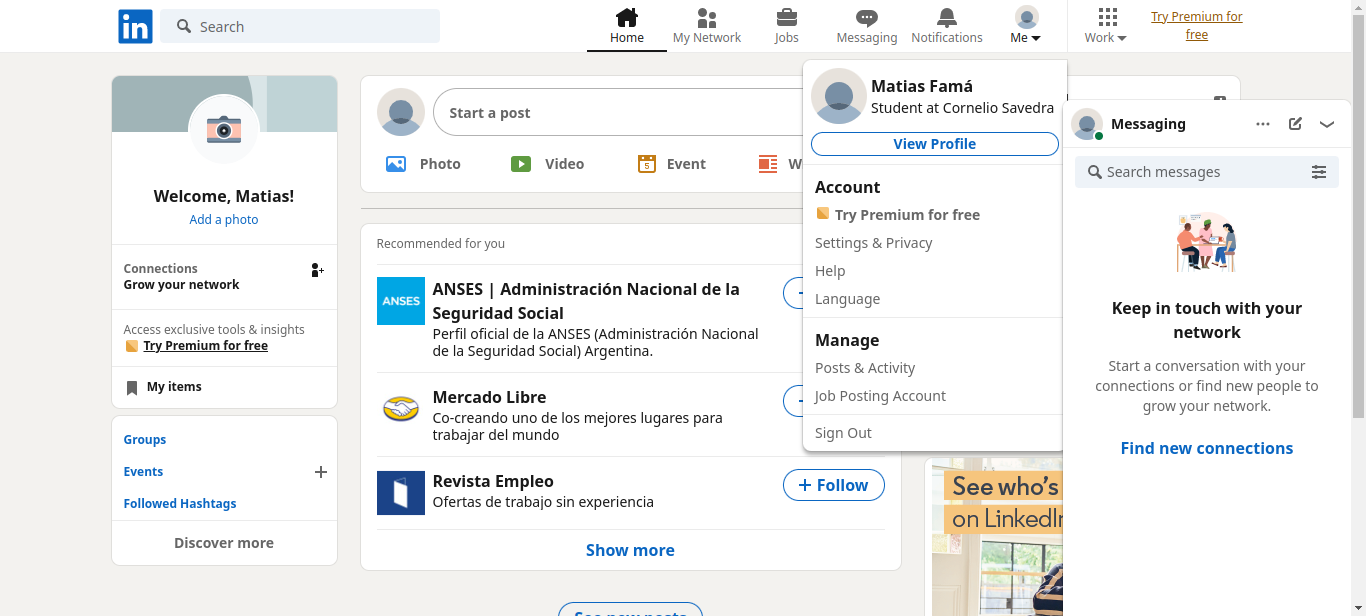 in
Search
Home
My Network
Jobs
Messaging
Notifications
Me
Work
Try Premium for
free
Welcome, Matias!
Add a photo
Connections
Grow your network
Access exclusive tools & insights
Try Premium for free
My items
Groups
Events
Followed Hashtags
Discover more
Start a post
Photo
Video
5
Event
W
Recommended for you
ANSES
ANSES | Administración Nacional de la
Seguridad Social
Perfil oficial de la ANSES (Administración Nacional
de la Seguridad Social) Argentina.
Mercado Libre
Co-creando uno de los mejores lugares para
trabajar del mundo
Revista Empleo
Ofertas de trabajo sin experiencia
+ Follow
Show more
See new posts
Matias Famá
Student at Cornelio Savedra
View Profile
Account
Try Premium for free
Settings & Privacy
Help
Language
Manage
Posts & Activity
Job Posting Account
Sign Out
See who's
on LinkedIn
Messaging
Search messages
Keep in touch with your
network
Start a conversation with your
connections or find new people to
grow your network.
Find new connections